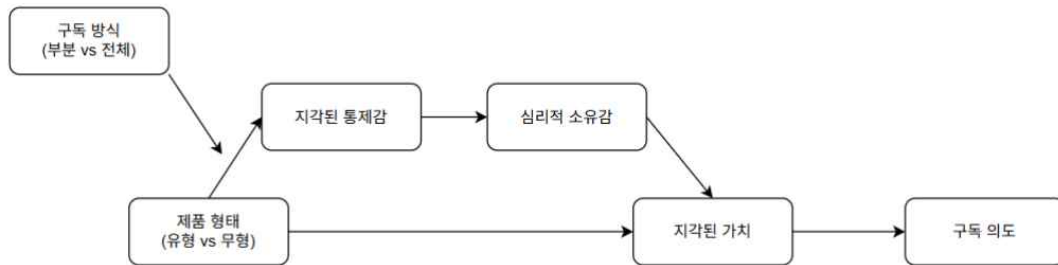 구독 방식
(부분 vs 전체)
지각된 통제감
심리적 소유감
제품 형태
(유형 vs 무형)
지각된 가치
구독 의도